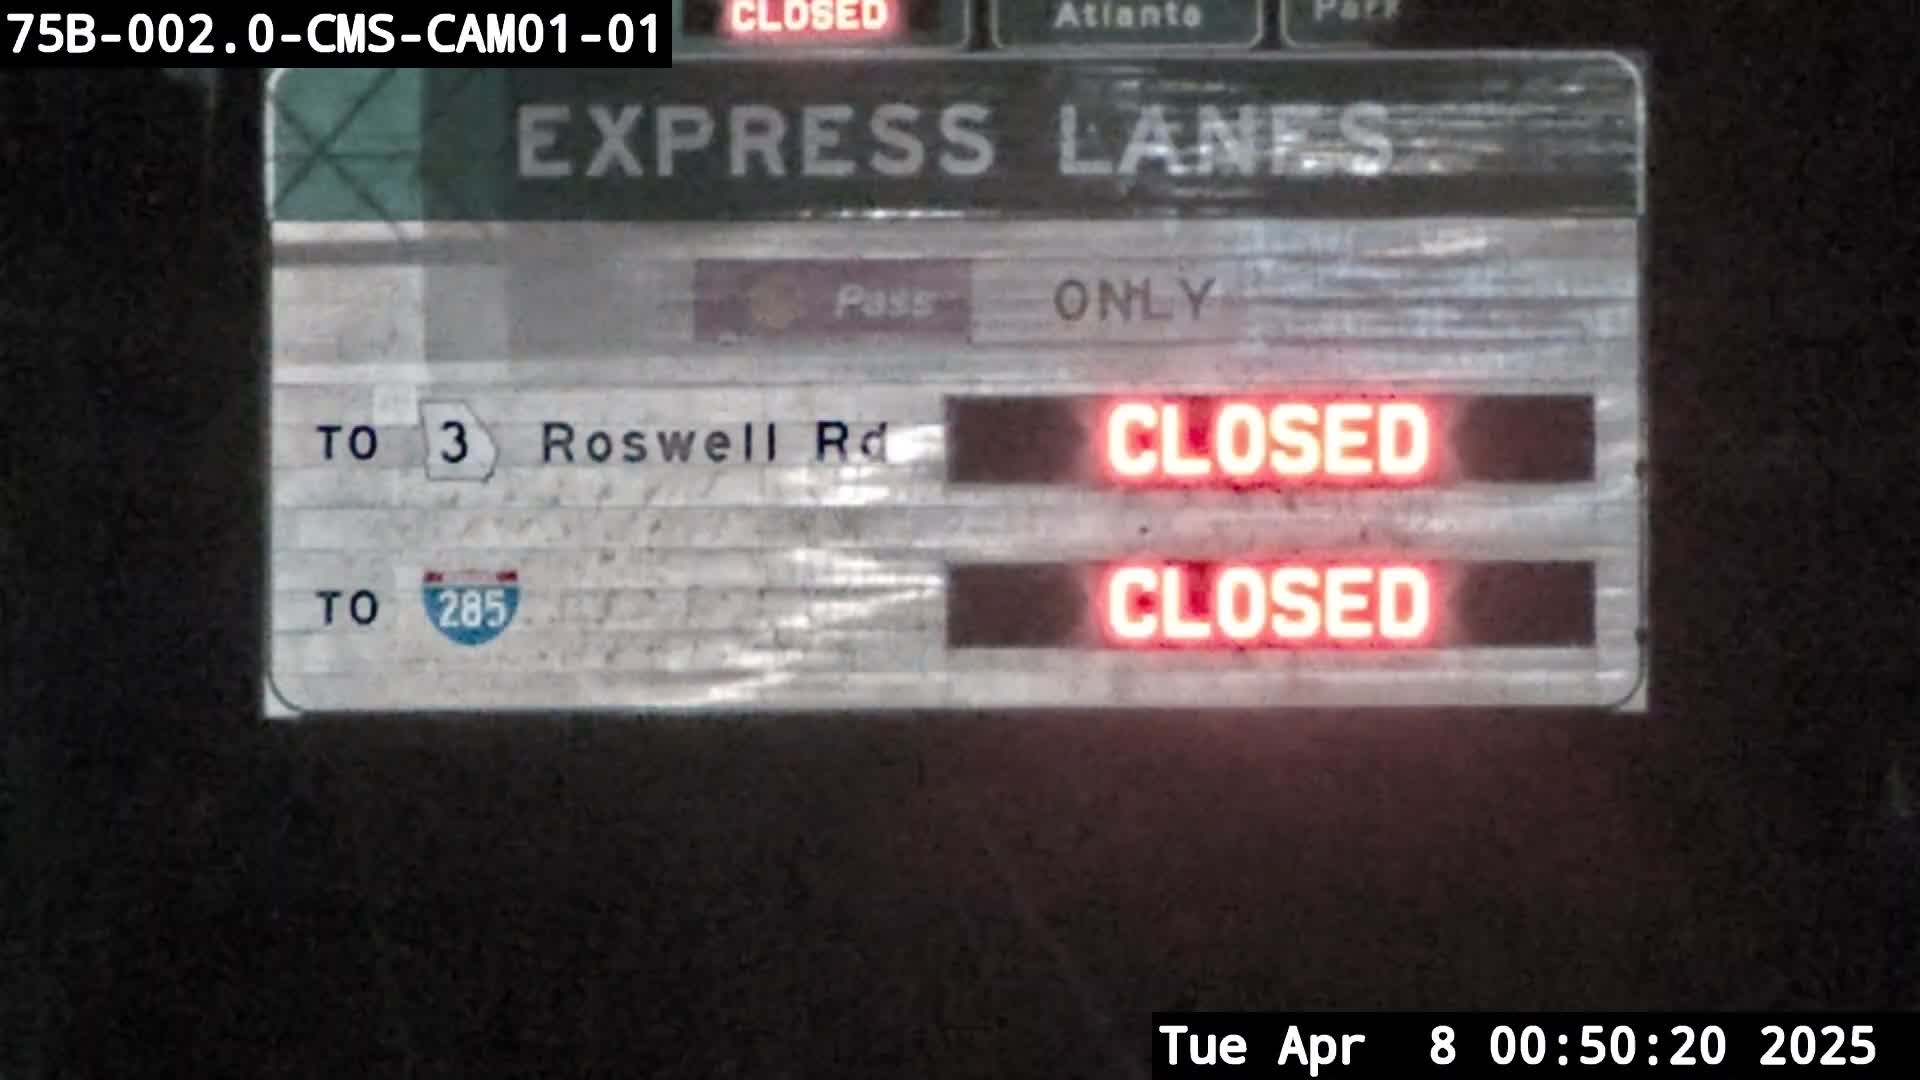 75B-002.0-CMS-CAM01-01
CLOSED
Atlanta
Park
EXPRESS LANES
Pass ONLY
TO 3 Roswell Rd CLOSED
TO 285 CLOSED
Tue Apr 8 00:50:20 2025